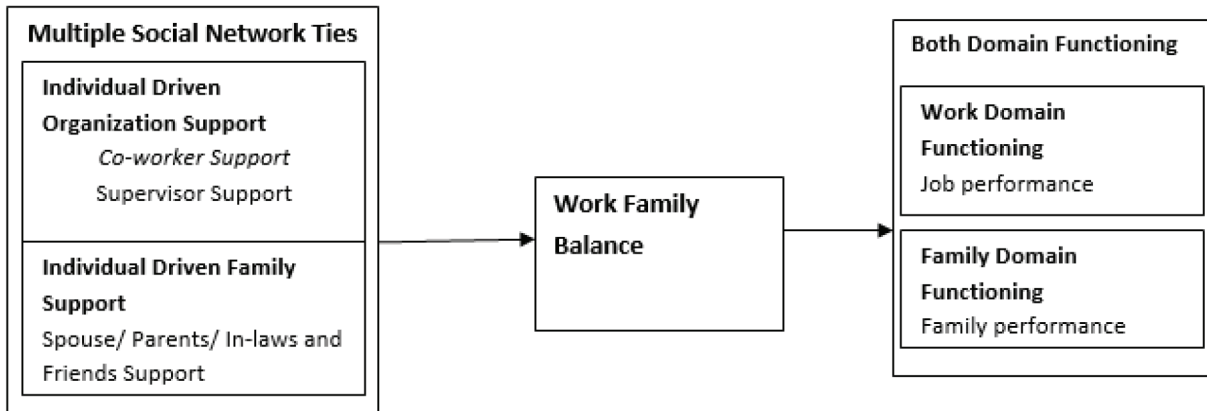 Multiple Social Network Ties
Individual Driven
Organization Support
Co-worker Support
Supervisor Support
Individual Driven Family
Support
Spouse/ Parents/ In-laws and
Friends Support
Work Family
Balance
Both Domain Functioning
Work Domain
Functioning
Job performance
Family Domain
Functioning
Family performance